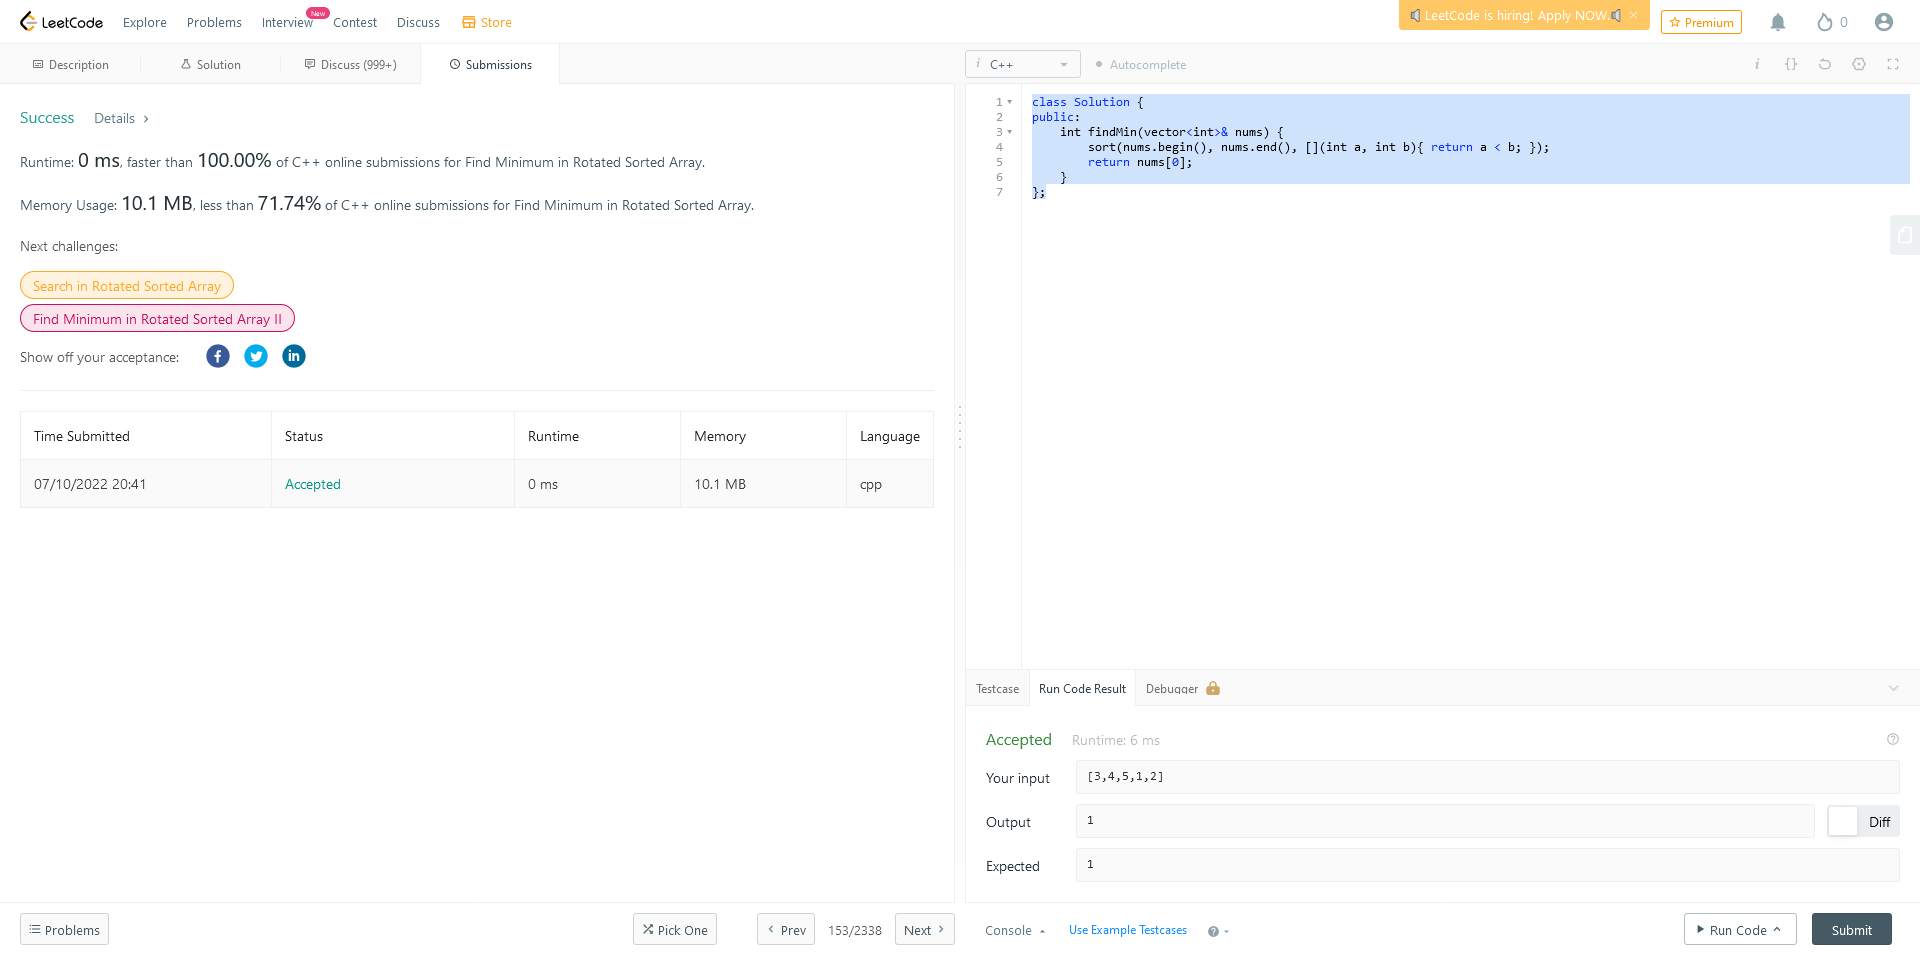 LeetCode Explore Problems Interview New Contest Discuss Store LeetCode is hiring! Apply NOW. × Premium 0
Description Solution Discuss (999+) Submissions
Success Details >
Runtime: 0 ms, faster than 100.00% of C++ online submissions for Find Minimum in Rotated Sorted Array.
Memory Usage: 10.1 MB, less than 71.74% of C++ online submissions for Find Minimum in Rotated Sorted Array.
Next challenges:
Search in Rotated Sorted Array
Find Minimum in Rotated Sorted Array II
Show off your acceptance: f in
Time Submitted Status Runtime Memory Language
07/10/2022 20:41 Accepted 0 ms 10.1 MB cpp
Problems Pick One < Prev 153/2338 Next >
i C++ Autocomplete i {}
1 class Solution {
2 public:
3     int findMin(vector<int>& nums) {
4         sort(nums.begin(), nums.end(), [](int a, int b){ return a < b; });
5         return nums[0];
6     }
7 };
Testcase Run Code Result Debugger
Accepted Runtime: 6 ms ?
Your input [3,4,5,1,2]
Output 1 Diff
Expected 1
Console Use Example Testcases ? Run Code Submit